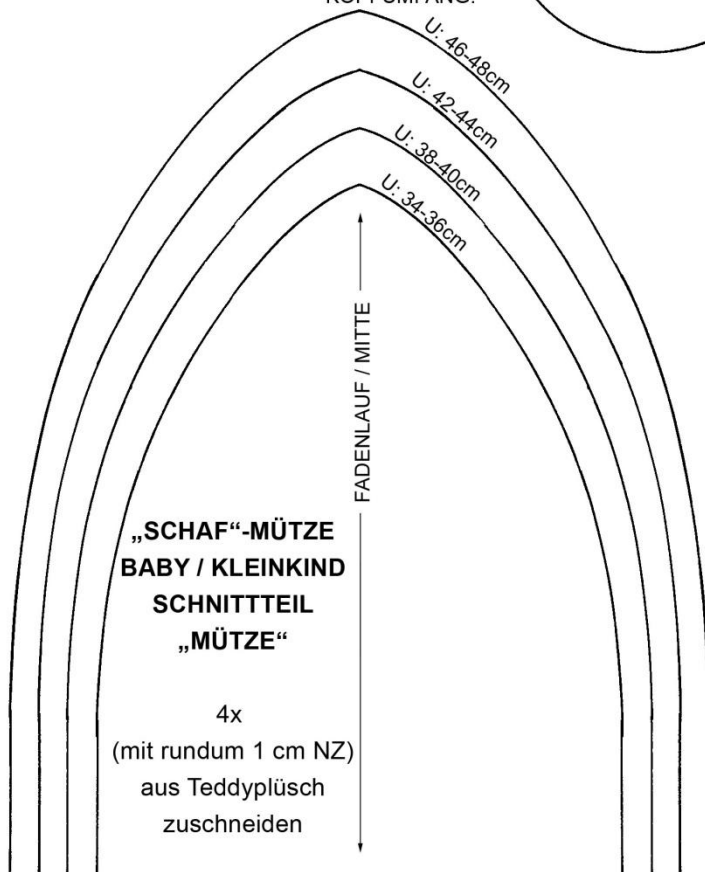 KOPFUMFANG:
U: 46-48cm
U: 42-44cm
U: 38-40cm
U: 34-36cm
FADENLAUF / MITTE
„SCHAF“-MÜTZE
BABY / KLEINKIND
SCHNITTTEIL
„MÜTZE“
4x
(mit rundum 1 cm NZ)
aus Teddyplüsch
zuschneiden